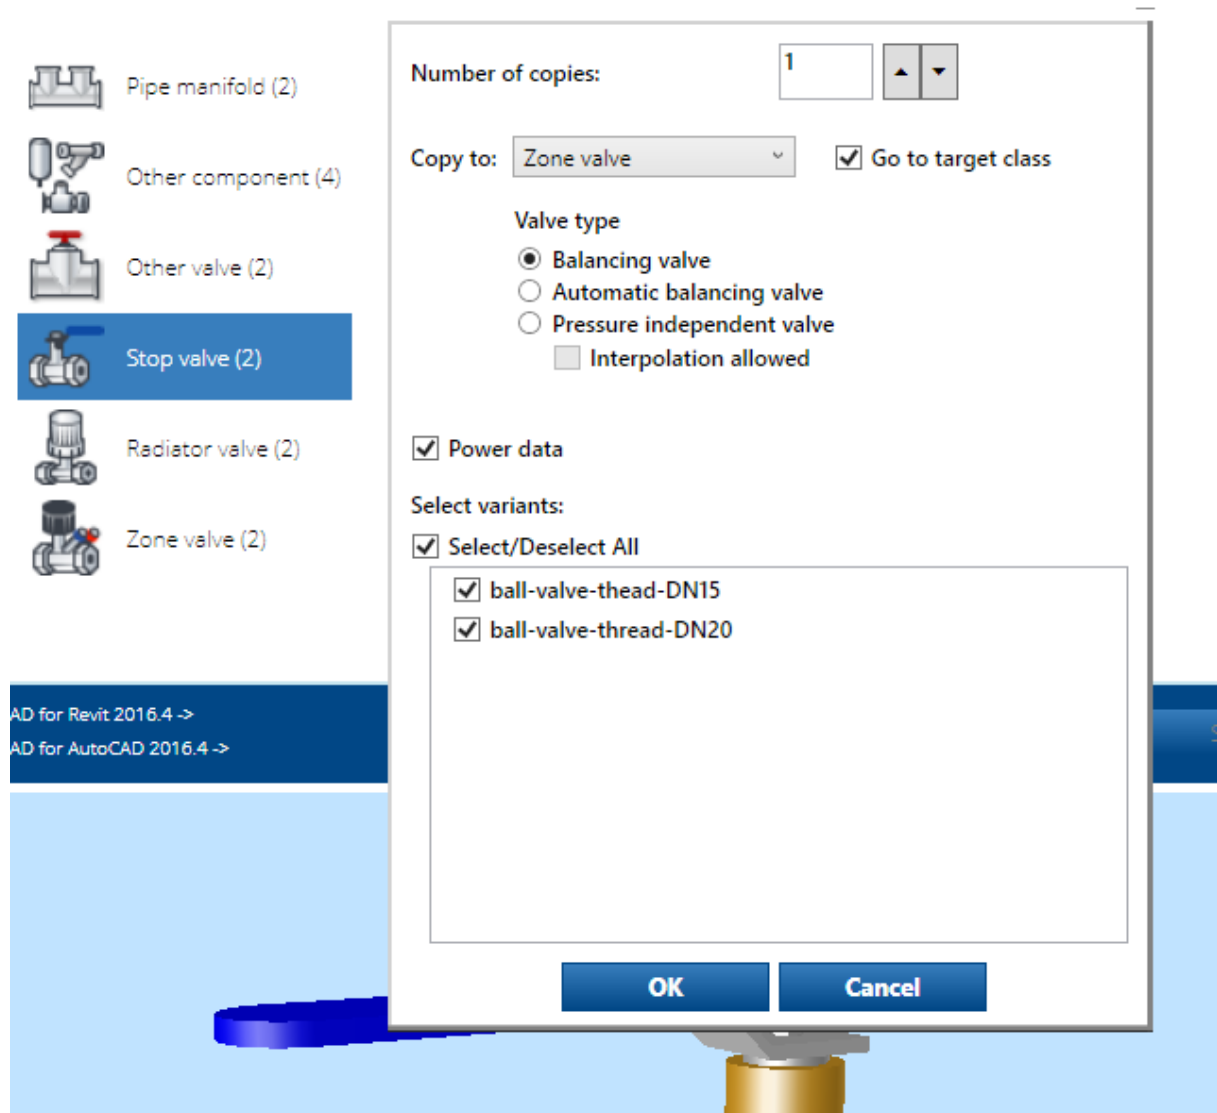 Pipe manifold (2)
Other component (4)
Other valve (2)
Stop valve (2)
Radiator valve (2)
Zone valve (2)
Number of copies:
1
Copy to:
Zone valve
Go to target class
Valve type
Balancing valve
Automatic balancing valve
Pressure independent valve
Interpolation allowed
Power data
Select variants:
Select/Deselect All
ball-valve-thead-DN15
ball-valve-thread-DN20
OK
Cancel
AD for Revit 2016.4 ->
AD for AutoCAD 2016.4 ->